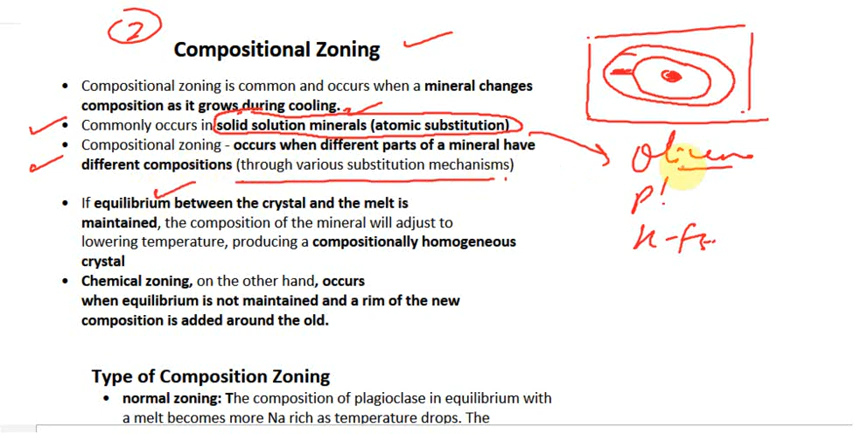 2
Compositional Zoning
• Compositional zoning is common and occurs when a mineral changes
composition as it grows during cooling.
• Commonly occurs in solid solution minerals (atomic substitution)
• Compositional zoning - occurs when different parts of a mineral have
different compositions (through various substitution mechanisms)
Pl
• If equilibrium between the crystal and the melt is
maintained, the composition of the mineral will adjust to
lowering temperature, producing a compositionally homogeneous
crystal
• Chemical zoning, on the other hand, occurs
when equilibrium is not maintained and a rim of the new
composition is added around the old.
Type of Composition Zoning
• normal zoning: The composition of plagioclase in equilibrium with
a melt becomes more Na rich as temperature drops. The